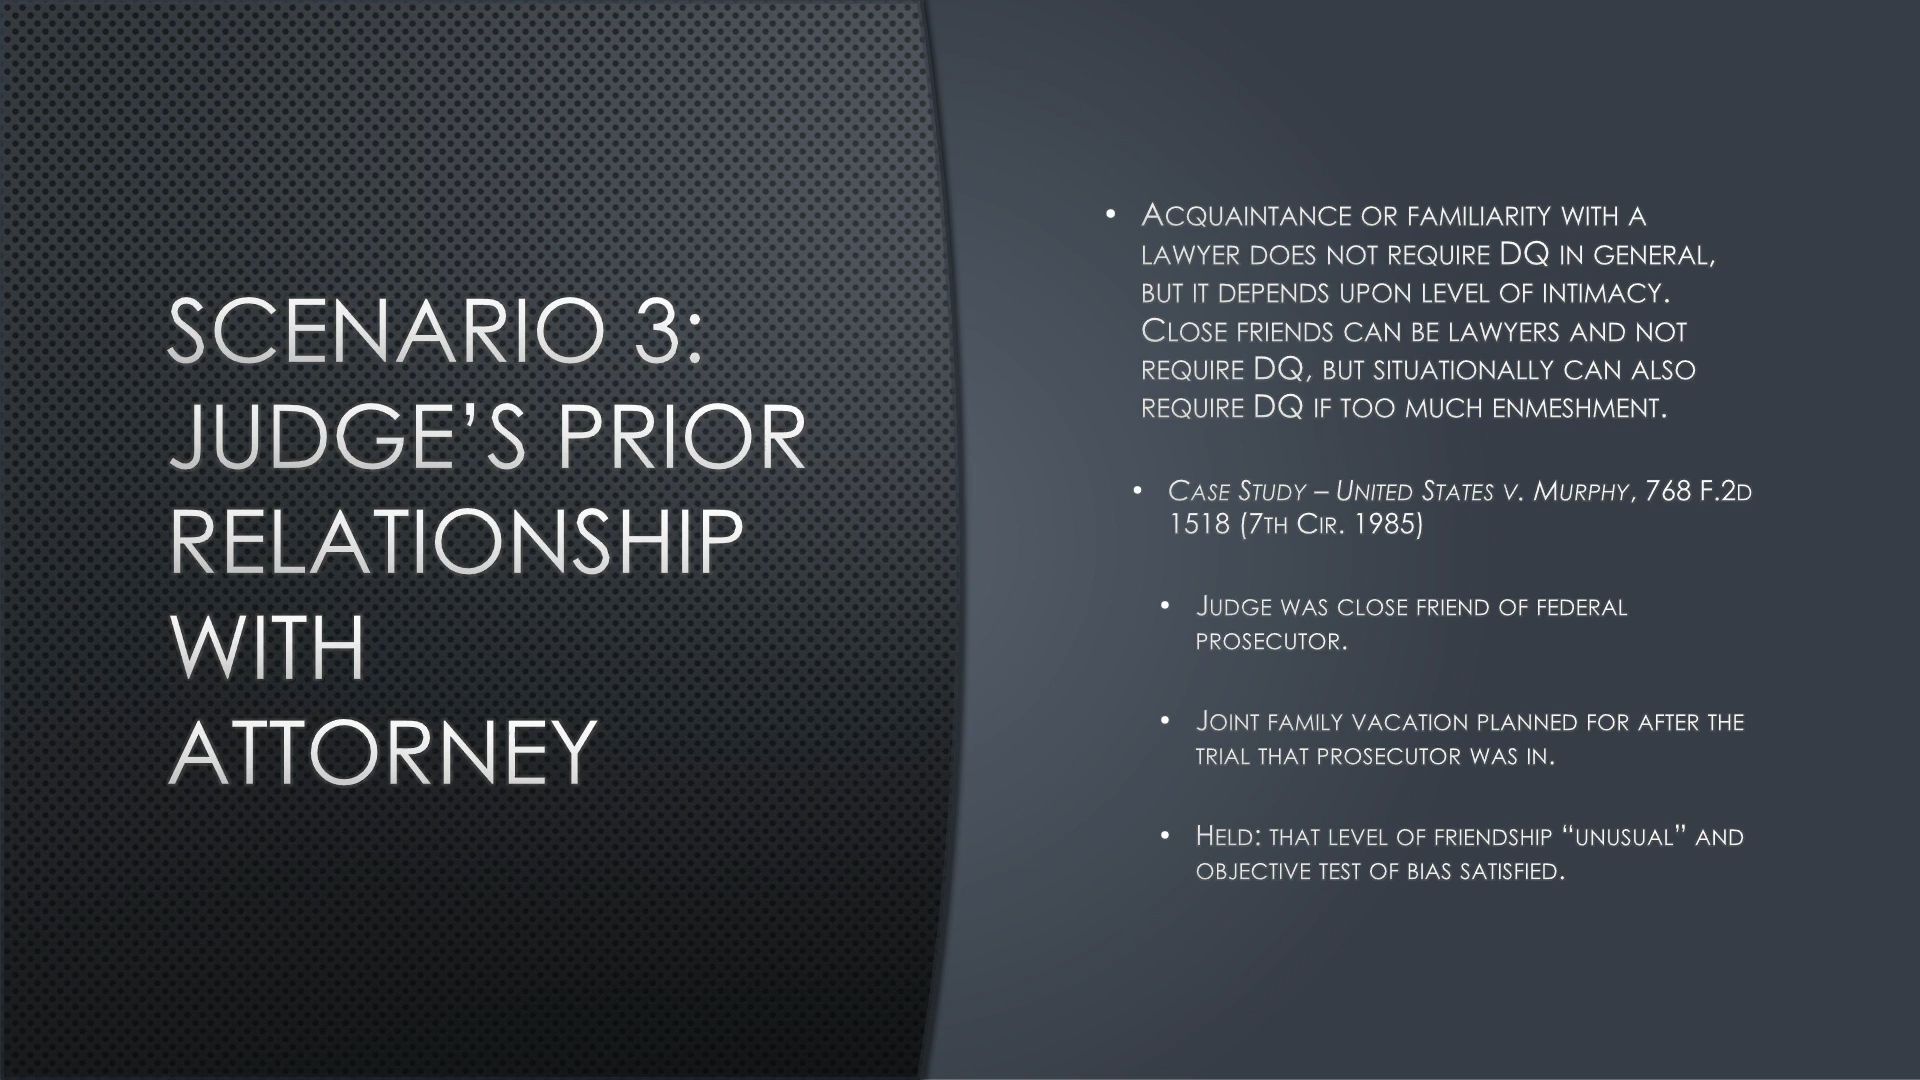 SCENARIO 3:
JUDGE’S PRIOR
RELATIONSHIP
WITH
ATTORNEY
• Acquaintance or familiarity with a
lawyer does not require DQ in general,
but it depends upon level of intimacy.
Close friends can be lawyers and not
require DQ, but situationally can also
require DQ if too much enmeshment.
• Case Study – United States v. Murphy, 768 F.2d
1518 (7th Cir. 1985)
• Judge was close friend of federal
prosecutor.
• Joint family vacation planned for after the
trial that prosecutor was in.
• Held: that level of friendship “unusual” and
objective test of bias satisfied.